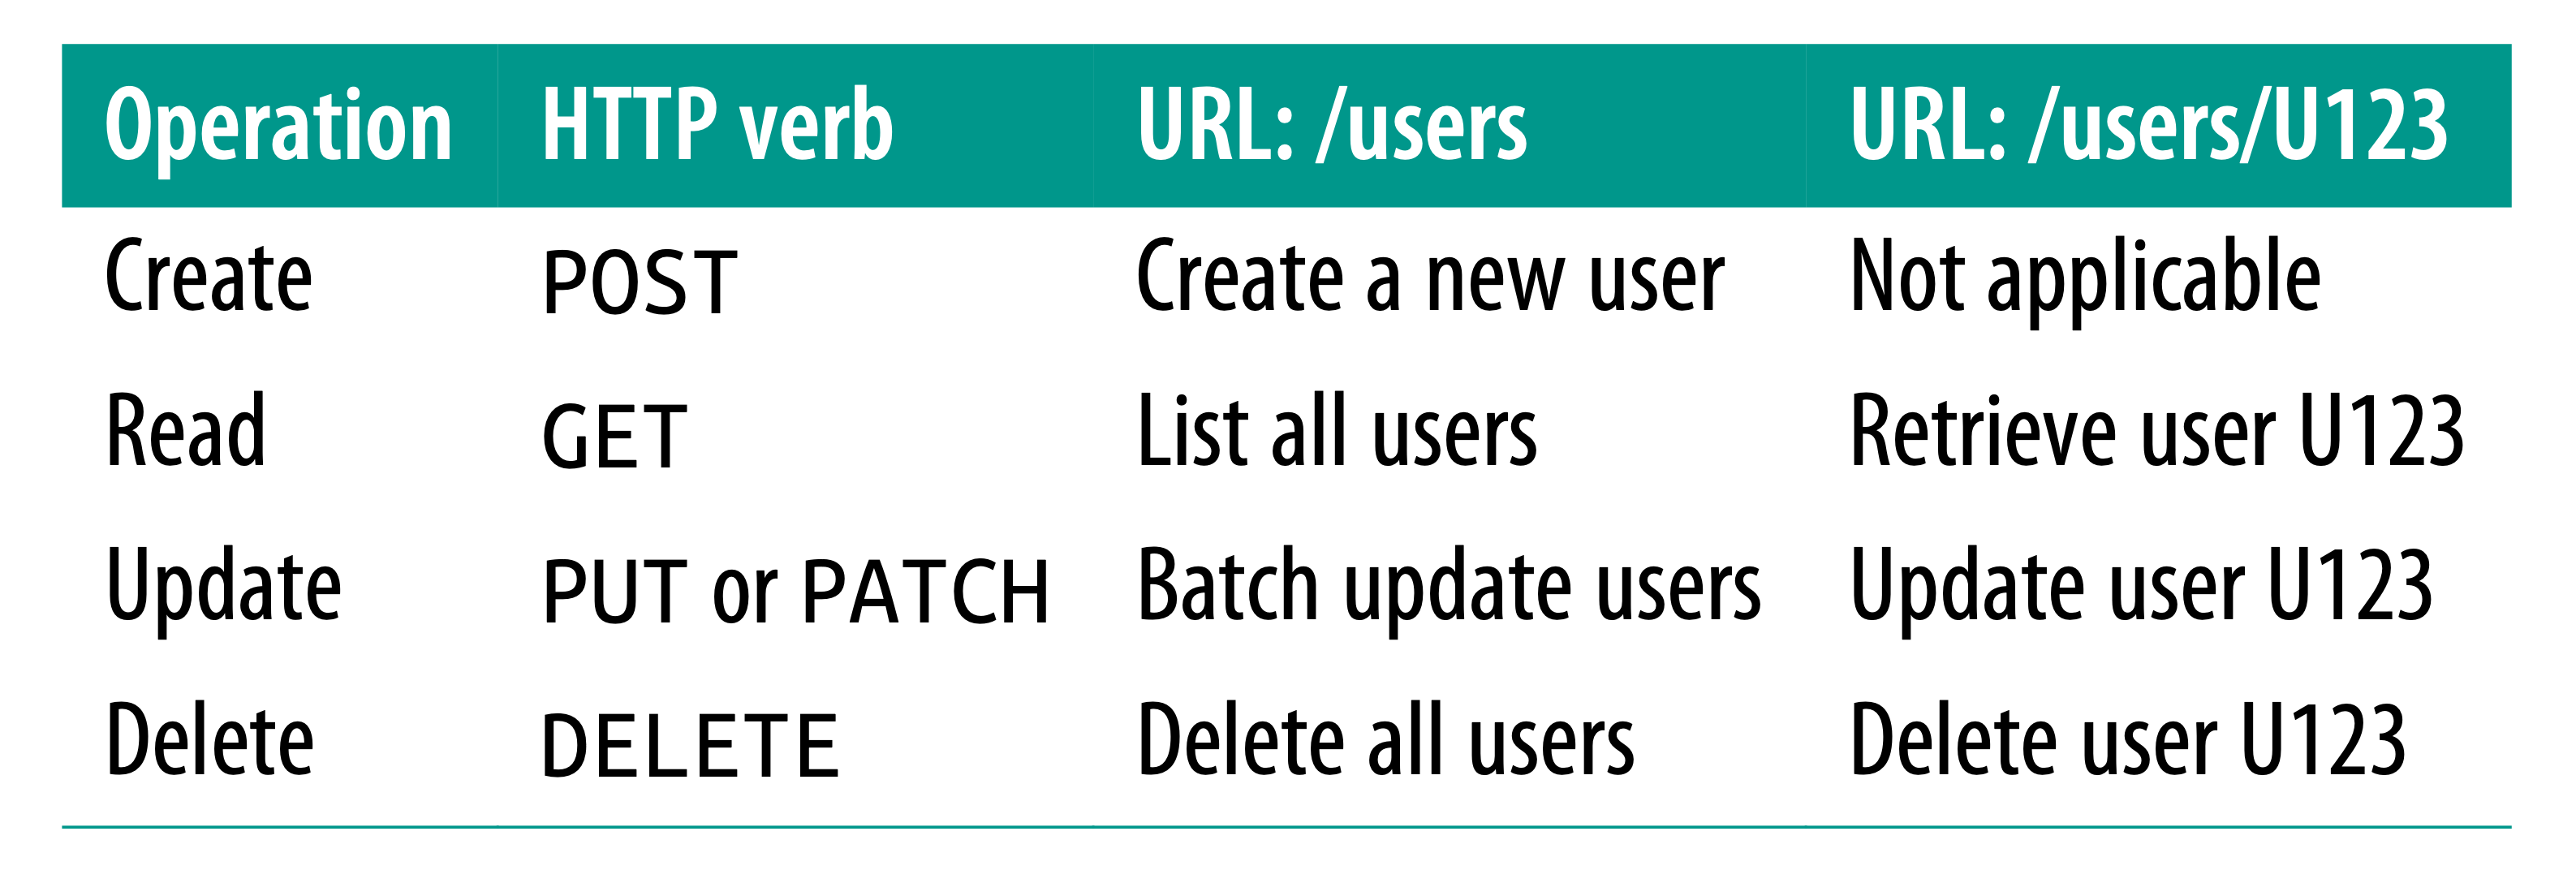 Operation HTTP verb URL: /users URL: /users/U123
Create POST Create a new user Not applicable
Read GET List all users Retrieve user U123
Update PUT or PATCH Batch update users Update user U123
Delete DELETE Delete all users Delete user U123